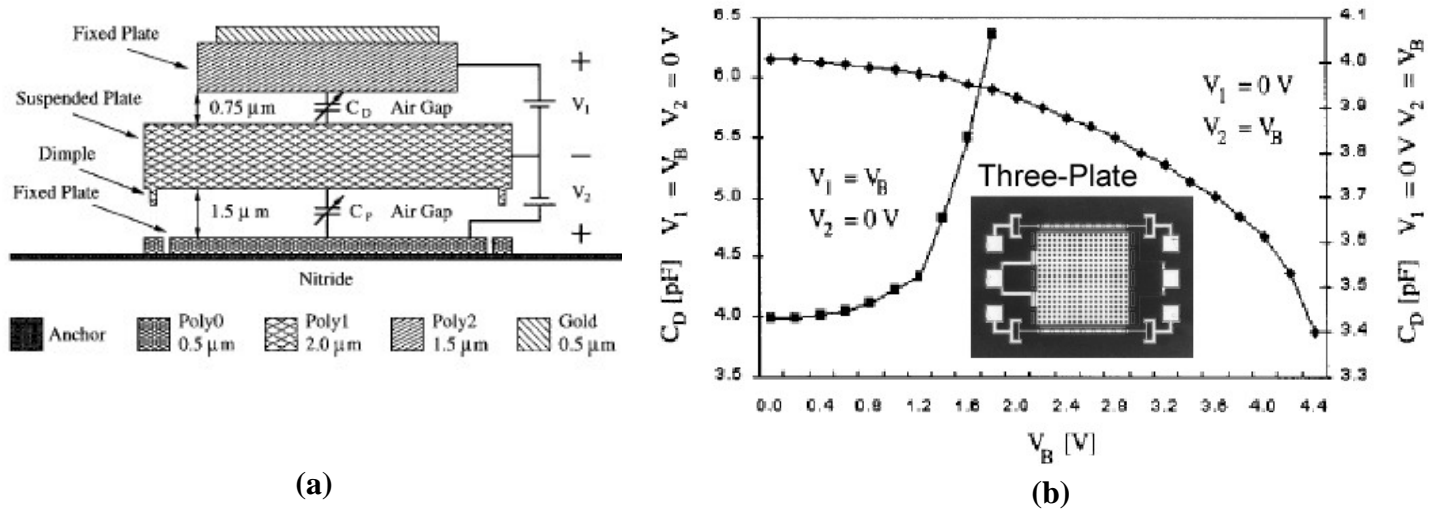 Fixed Plate
Suspended Plate
Dimple
Fixed Plate
0.75 μm
C_D Air Gap
1.5 μm
C_P Air Gap
+
V_1
−
V_2
+
Nitride
Anchor
Poly0
0.5 μm
Poly1
2.0 μm
Poly2
1.5 μm
Gold
0.5 μm
(a)
C_D [pF] V_1 = V_B V_2 = 0 V
6.5
6.0
5.5
5.0
4.5
4.0
3.5
V_1 = V_B
V_2 = 0 V
V_1 = 0 V
V_2 = V_B
Three-Plate
4.1
4.0
3.9
3.8
3.7
3.6
3.5
3.4
3.3
C_D [pF] V_1 = 0 V V_2 = V_B
0.0 0.4 0.8 1.2 1.6 2.0 2.4 2.8 3.2 3.6 4.0 4.4
V_B [V]
(b)